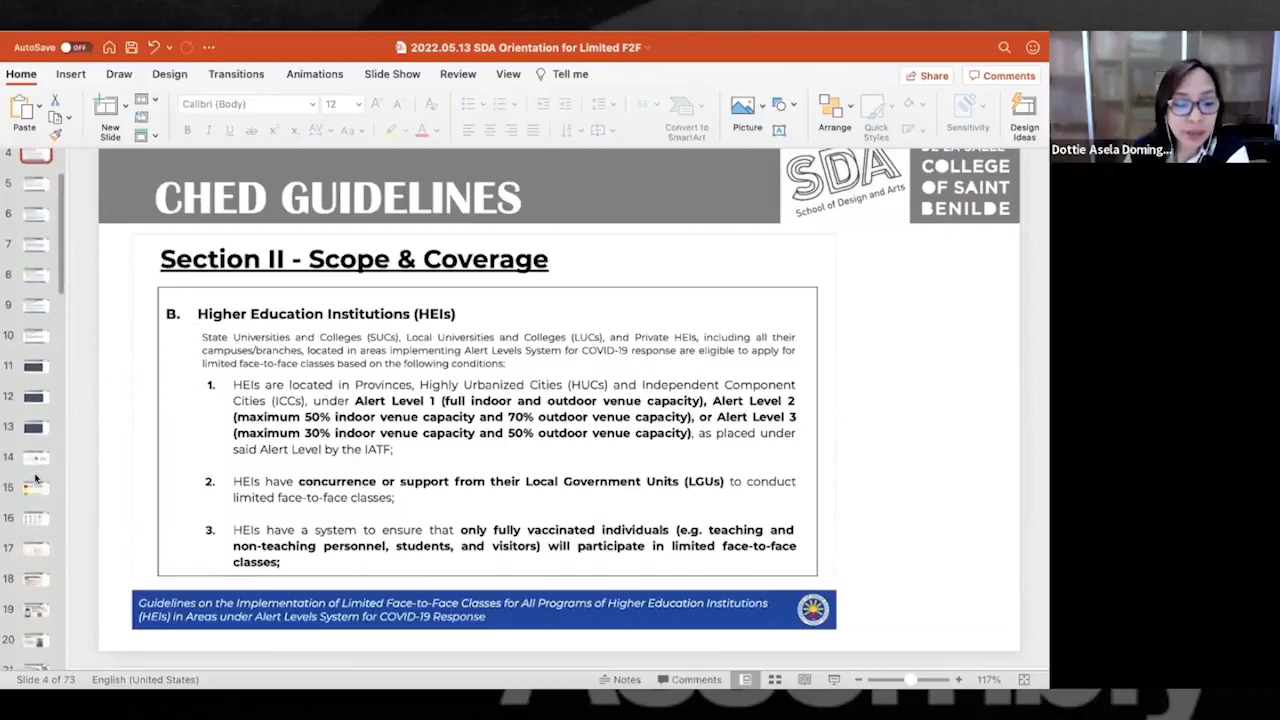 AutoSave OFF
2022.05.13 SDA Orientation for Limited F2F
Home Insert Draw Design Transitions Animations Slide Show Review View Tell me
Share Comments
Calibri (Body) 12
Paste
New Slide
B I U ab x x
Convert to SmartArt
Picture
Arrange
Quick Styles
Sensitivity
Design Ideas
4
5
6
7
8
9
10
11
12
13
14
15
16
17
18
19
20
CHED GUIDELINES
SDA
School of Design and Arts
DE LA SALLE
COLLEGE
OF SAINT
BENILDE
Section II - Scope & Coverage
B. Higher Education Institutions (HEIs)
State Universities and Colleges (SUCs), Local Universities and Colleges (LUCs), and Private HEIs, including all their
campuses/branches, located in areas implementing Alert Levels System for COVID-19 response are eligible to apply for
limited face-to-face classes based on the following conditions:
1. HEIs are located in Provinces, Highly Urbanized Cities (HUCs) and Independent Component
Cities (ICCs), under Alert Level 1 (full indoor and outdoor venue capacity), Alert Level 2
(maximum 50% indoor venue capacity and 70% outdoor venue capacity), or Alert Level 3
(maximum 30% indoor venue capacity and 50% outdoor venue capacity), as placed under
said Alert Level by the IATF;
2. HEIs have concurrence or support from their Local Government Units (LGUs) to conduct
limited face-to-face classes;
3. HEIs have a system to ensure that only fully vaccinated individuals (e.g. teaching and
non-teaching personnel, students, and visitors) will participate in limited face-to-face
classes;
Guidelines on the Implementation of Limited Face-to-Face Classes for All Programs of Higher Education Institutions
(HEIs) in Areas under Alert Levels System for COVID-19 Response
Dottie Asela Doming...
Slide 4 of 73 English (United States) Notes Comments 117%
Assembly